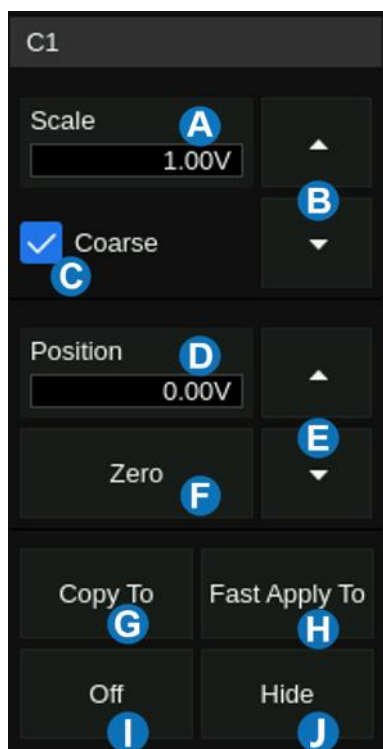 C1
Scale
A
1.00V
B
Coarse
C
Position
D
0.00V
E
Zero
F
Copy To
Fast Apply To
G
H
Off
Hide
I
J